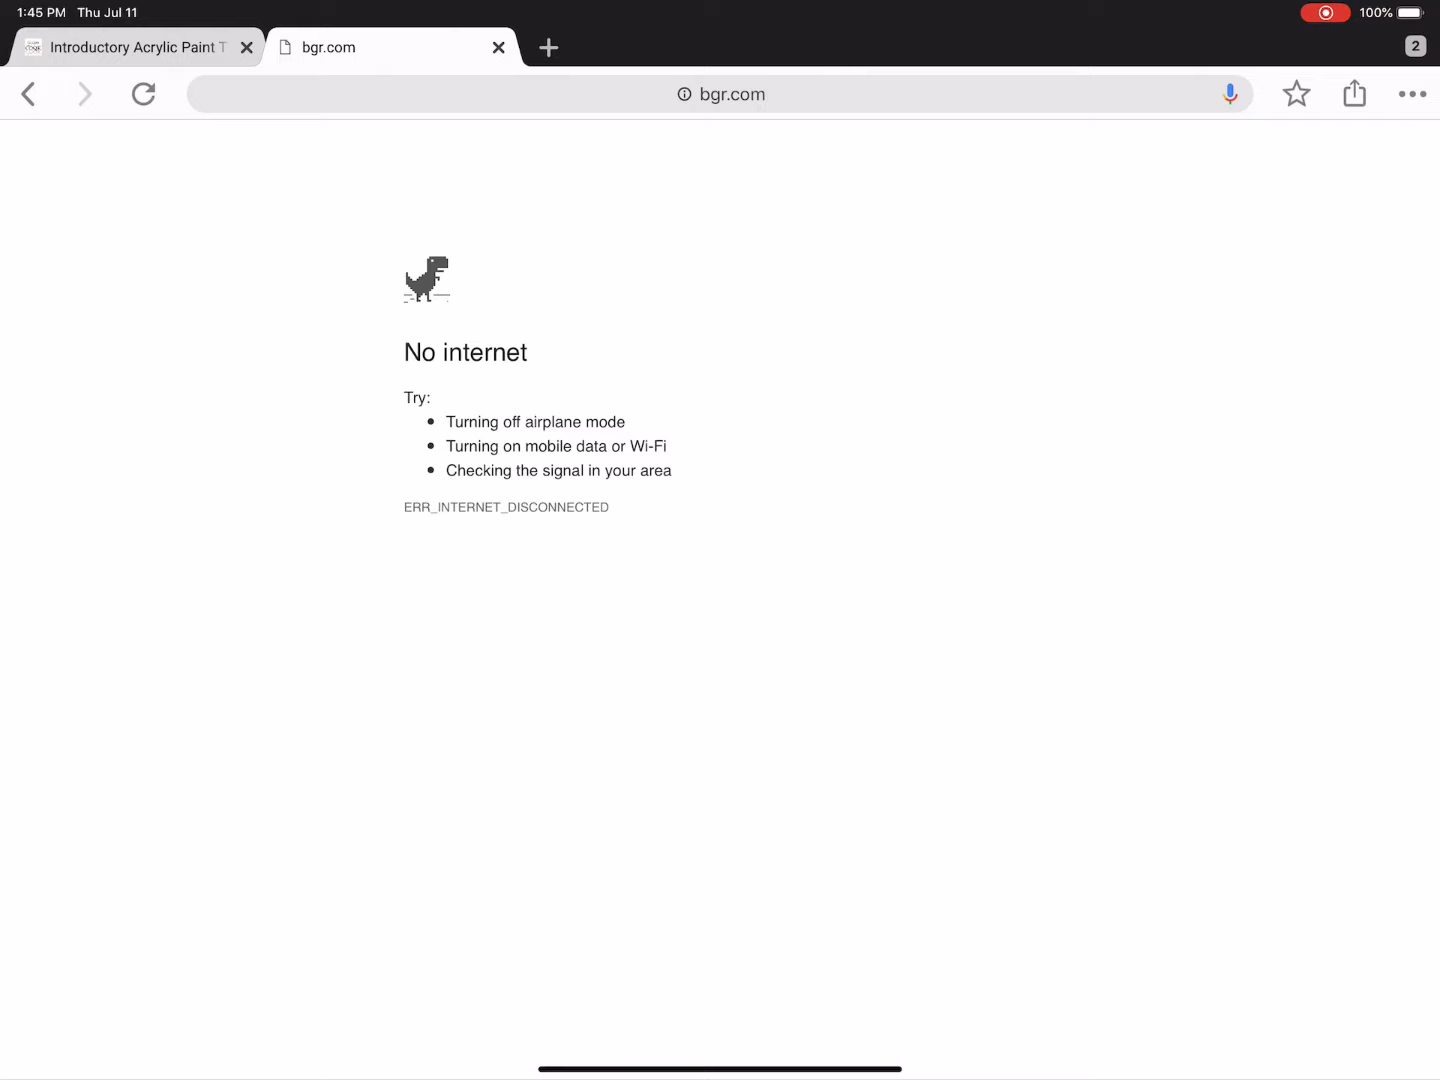 1:45 PM Thu Jul 11
100%
Introductory Acrylic Paint T
bgr.com
2
bgr.com
No internet
Try:
Turning off airplane mode
Turning on mobile data or Wi-Fi
Checking the signal in your area
ERR_INTERNET_DISCONNECTED